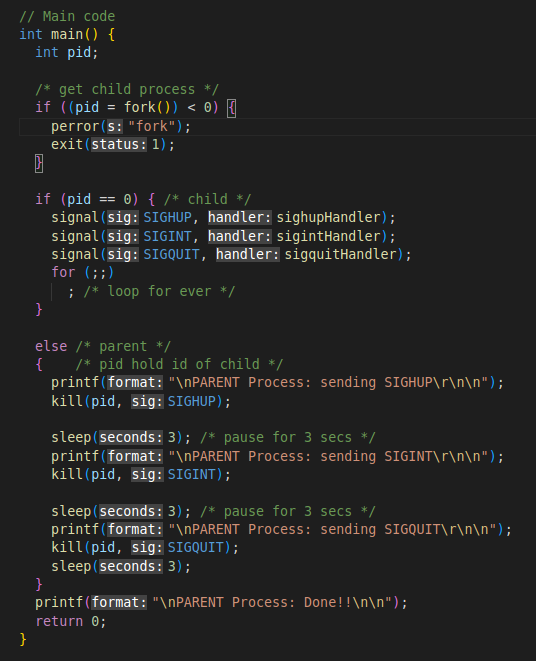 // Main code
int main() {
int pid;
/* get child process */
if ((pid = fork()) < 0) {
perror(s: "fork");
exit(status: 1);
}
if (pid == 0) { /* child */
signal(sig: SIGHUP, handler: sighupHandler);
signal(sig: SIGINT, handler: sigintHandler);
signal(sig: SIGQUIT, handler: sigquitHandler);
for (;;)
; /* loop for ever */
}
else /* parent */
{ /* pid hold id of child */
printf(format: "\nPARENT Process: sending SIGHUP\r\n\n");
kill(pid, sig: SIGHUP);
sleep(seconds: 3); /* pause for 3 secs */
printf(format: "\nPARENT Process: sending SIGINT\r\n\n");
kill(pid, sig: SIGINT);
sleep(seconds: 3); /* pause for 3 secs */
printf(format: "\nPARENT Process: sending SIGQUIT\r\n\n");
kill(pid, sig: SIGQUIT);
sleep(seconds: 3);
}
printf(format: "\nPARENT Process: Done!!\n\n");
return 0;
}